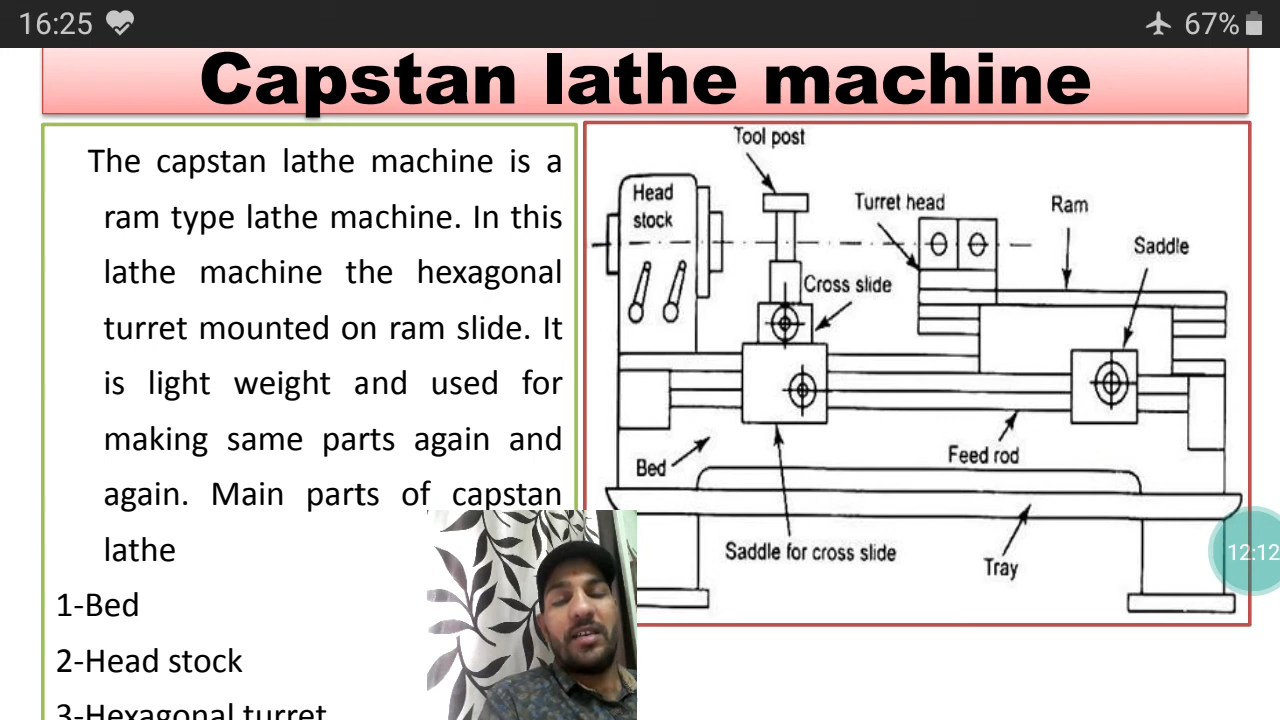 16:25
67%
Capstan lathe machine
The capstan lathe machine is a
ram type lathe machine. In this
lathe machine the hexagonal
turret mounted on ram slide. It
is light weight and used for
making same parts again and
again. Main parts of capstan
lathe
1-Bed
2-Head stock
3-Hexagonal turret
Tool post
Head
stock
Turret head
Ram
Saddle
Cross slide
Bed
Feed rod
Saddle for cross slide
Tray
12:12